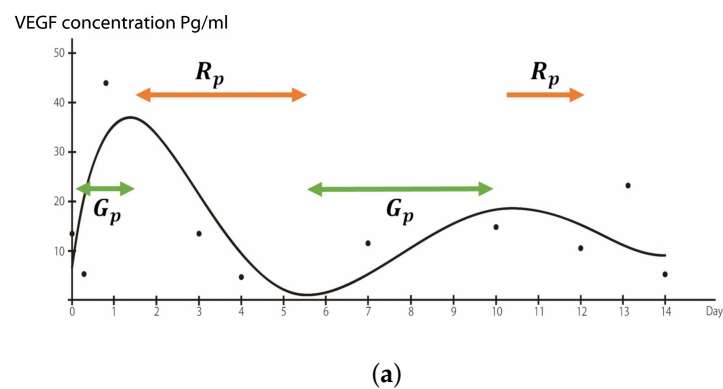 VEGF concentration Pg/ml
50
R_p R_p
40
30
20
G_p G_p
10
0 1 2 3 4 5 6 7 8 9 10 11 12 13 14 Day
(a)